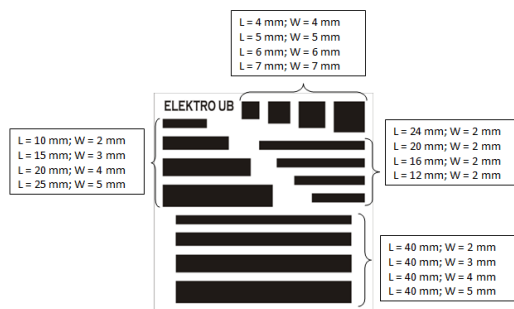 L = 4 mm; W = 4 mm
L = 5 mm; W = 5 mm
L = 6 mm; W = 6 mm
L = 7 mm; W = 7 mm
ELEKTRO UB
L = 10 mm; W = 2 mm
L = 15 mm; W = 3 mm
L = 20 mm; W = 4 mm
L = 25 mm; W = 5 mm
L = 24 mm; W = 2 mm
L = 20 mm; W = 2 mm
L = 16 mm; W = 2 mm
L = 12 mm; W = 2 mm
L = 40 mm; W = 2 mm
L = 40 mm; W = 3 mm
L = 40 mm; W = 4 mm
L = 40 mm; W = 5 mm